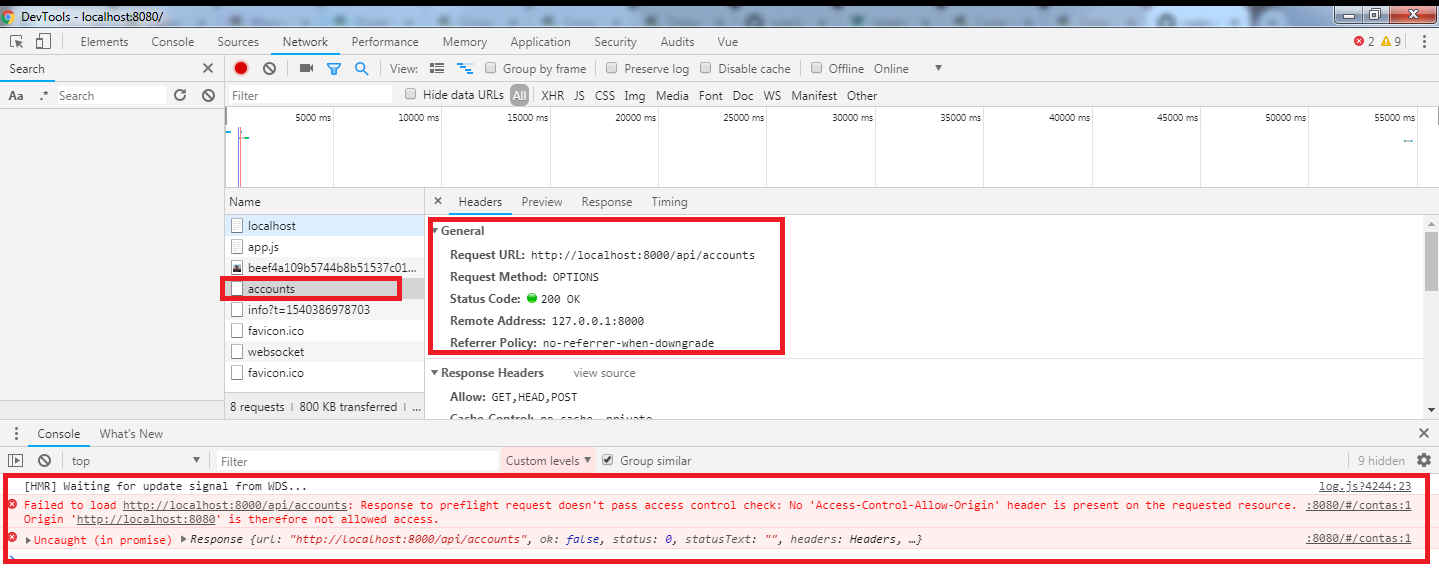 DevTools - localhost:8080/
Elements Console Sources Network Performance Memory Application Security Audits Vue 2 9
Search
View: Group by frame Preserve log Disable cache Offline Online
Aa .* Search
Filter Hide data URLs All XHR JS CSS Img Media Font Doc WS Manifest Other
5000 ms 10000 ms 15000 ms 20000 ms 25000 ms 30000 ms 35000 ms 40000 ms 45000 ms 50000 ms 55000 ms
Name
localhost
app.js
beef4a109b5744b8b51537c01...
accounts
info?t=1540386978703
favicon.ico
websocket
favicon.ico
8 requests | 800 KB transferred | ...
Headers Preview Response Timing
General
Request URL: http://localhost:8000/api/accounts
Request Method: OPTIONS
Status Code: 200 OK
Remote Address: 127.0.0.1:8000
Referrer Policy: no-referrer-when-downgrade
Response Headers view source
Allow: GET,HEAD,POST
Cache-Control: no-cache, private
Console What's New
top Filter Custom levels Group similar 9 hidden
[HMR] Waiting for update signal from WDS... log.js?4244:23
Failed to load http://localhost:8000/api/accounts: Response to preflight request doesn't pass access control check: No 'Access-Control-Allow-Origin' header is present on the requested resource. :8080/#/contas:1
Origin 'http://localhost:8080' is therefore not allowed access.
Uncaught (in promise) Response {url: "http://localhost:8000/api/accounts", ok: false, status: 0, statusText: "", headers: Headers, …} :8080/#/contas:1